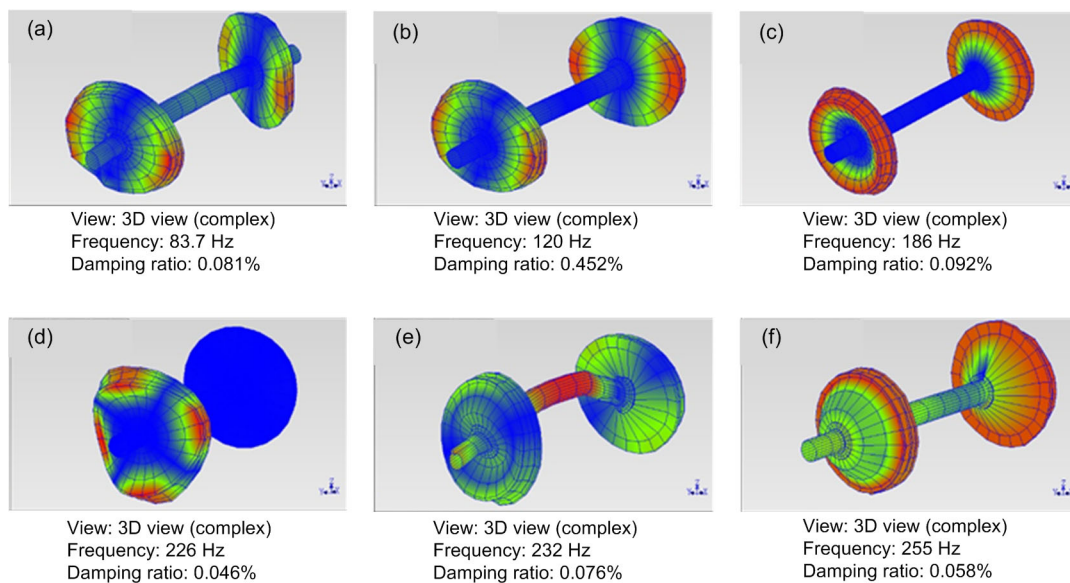 (a)
(b)
(c)
View: 3D view (complex)
Frequency: 83.7 Hz
Damping ratio: 0.081%
View: 3D view (complex)
Frequency: 120 Hz
Damping ratio: 0.452%
View: 3D view (complex)
Frequency: 186 Hz
Damping ratio: 0.092%
(d)
(e)
(f)
View: 3D view (complex)
Frequency: 226 Hz
Damping ratio: 0.046%
View: 3D view (complex)
Frequency: 232 Hz
Damping ratio: 0.076%
View: 3D view (complex)
Frequency: 255 Hz
Damping ratio: 0.058%